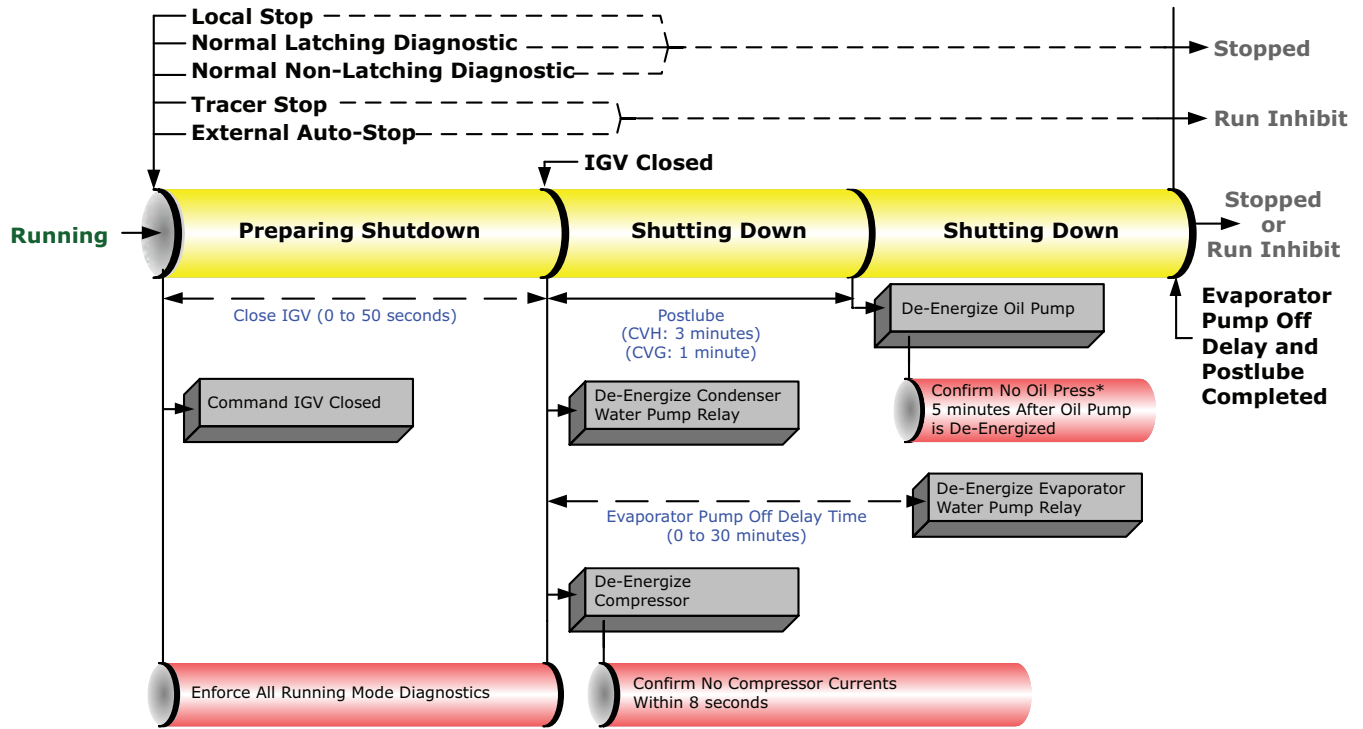 Local Stop
Normal Latching Diagnostic
Normal Non-Latching Diagnostic
Stopped
Tracer Stop
External Auto-Stop
Run Inhibit
IGV Closed
Running
Preparing Shutdown
Shutting Down
Shutting Down
Stopped
or
Run Inhibit
Close IGV (0 to 50 seconds)
Postlube
(CVH: 3 minutes)
(CVG: 1 minute)
De-Energize Oil Pump
Evaporator
Pump Off
Delay and
Postlube
Completed
Command IGV Closed
De-Energize Condenser
Water Pump Relay
Confirm No Oil Press*
5 minutes After Oil Pump
is De-Energized
Evaporator Pump Off Delay Time
(0 to 30 minutes)
De-Energize Evaporator
Water Pump Relay
De-Energize
Compressor
Enforce All Running Mode Diagnostics
Confirm No Compressor Currents
Within 8 seconds